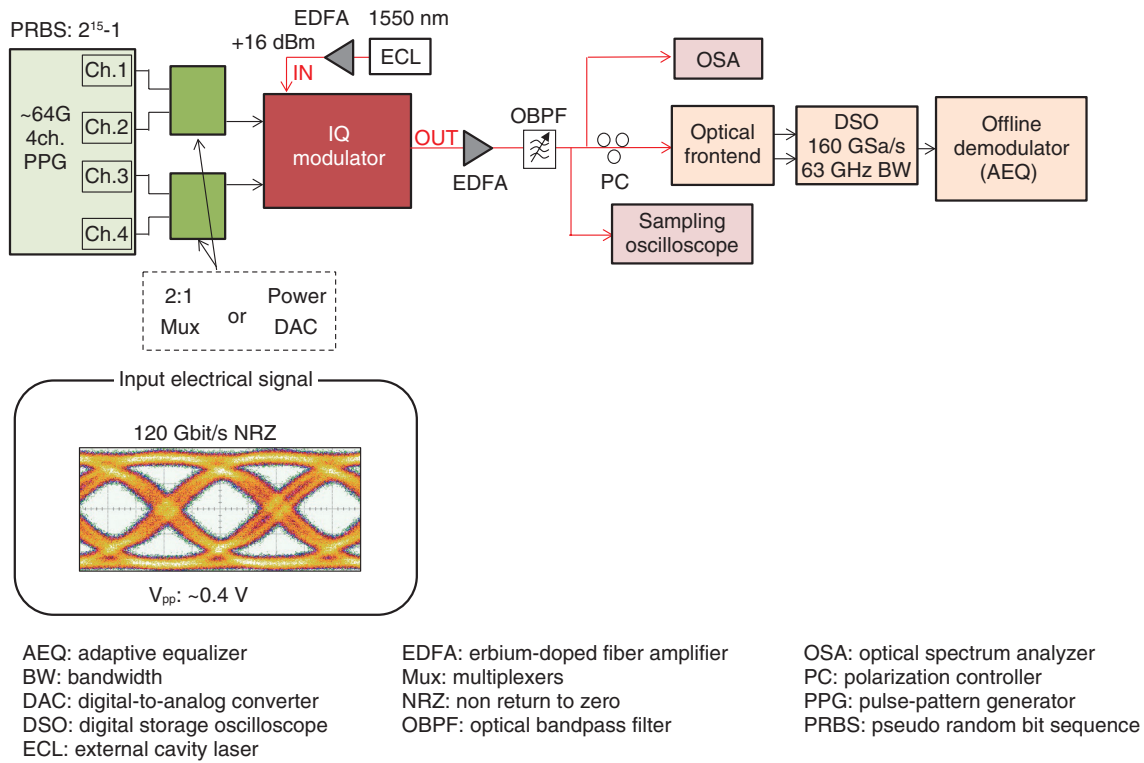 PRBS: 2¹⁵-1
~64G
4ch.
PPG
Ch.1
Ch.2
Ch.3
Ch.4
EDFA
1550 nm
+16 dBm
ECL
IN
IQ
modulator
OUT
EDFA
OBPF
PC
OSA
Optical
frontend
DSO
160 GSa/s
63 GHz BW
Offline
demodulator
(AEQ)
Sampling
oscilloscope
2:1
Mux
or
Power
DAC
Input electrical signal
120 Gbit/s NRZ
Vpp: ~0.4 V
AEQ: adaptive equalizer
BW: bandwidth
DAC: digital-to-analog converter
DSO: digital storage oscilloscope
ECL: external cavity laser
EDFA: erbium-doped fiber amplifier
Mux: multiplexers
NRZ: non return to zero
OBPF: optical bandpass filter
OSA: optical spectrum analyzer
PC: polarization controller
PPG: pulse-pattern generator
PRBS: pseudo random bit sequence